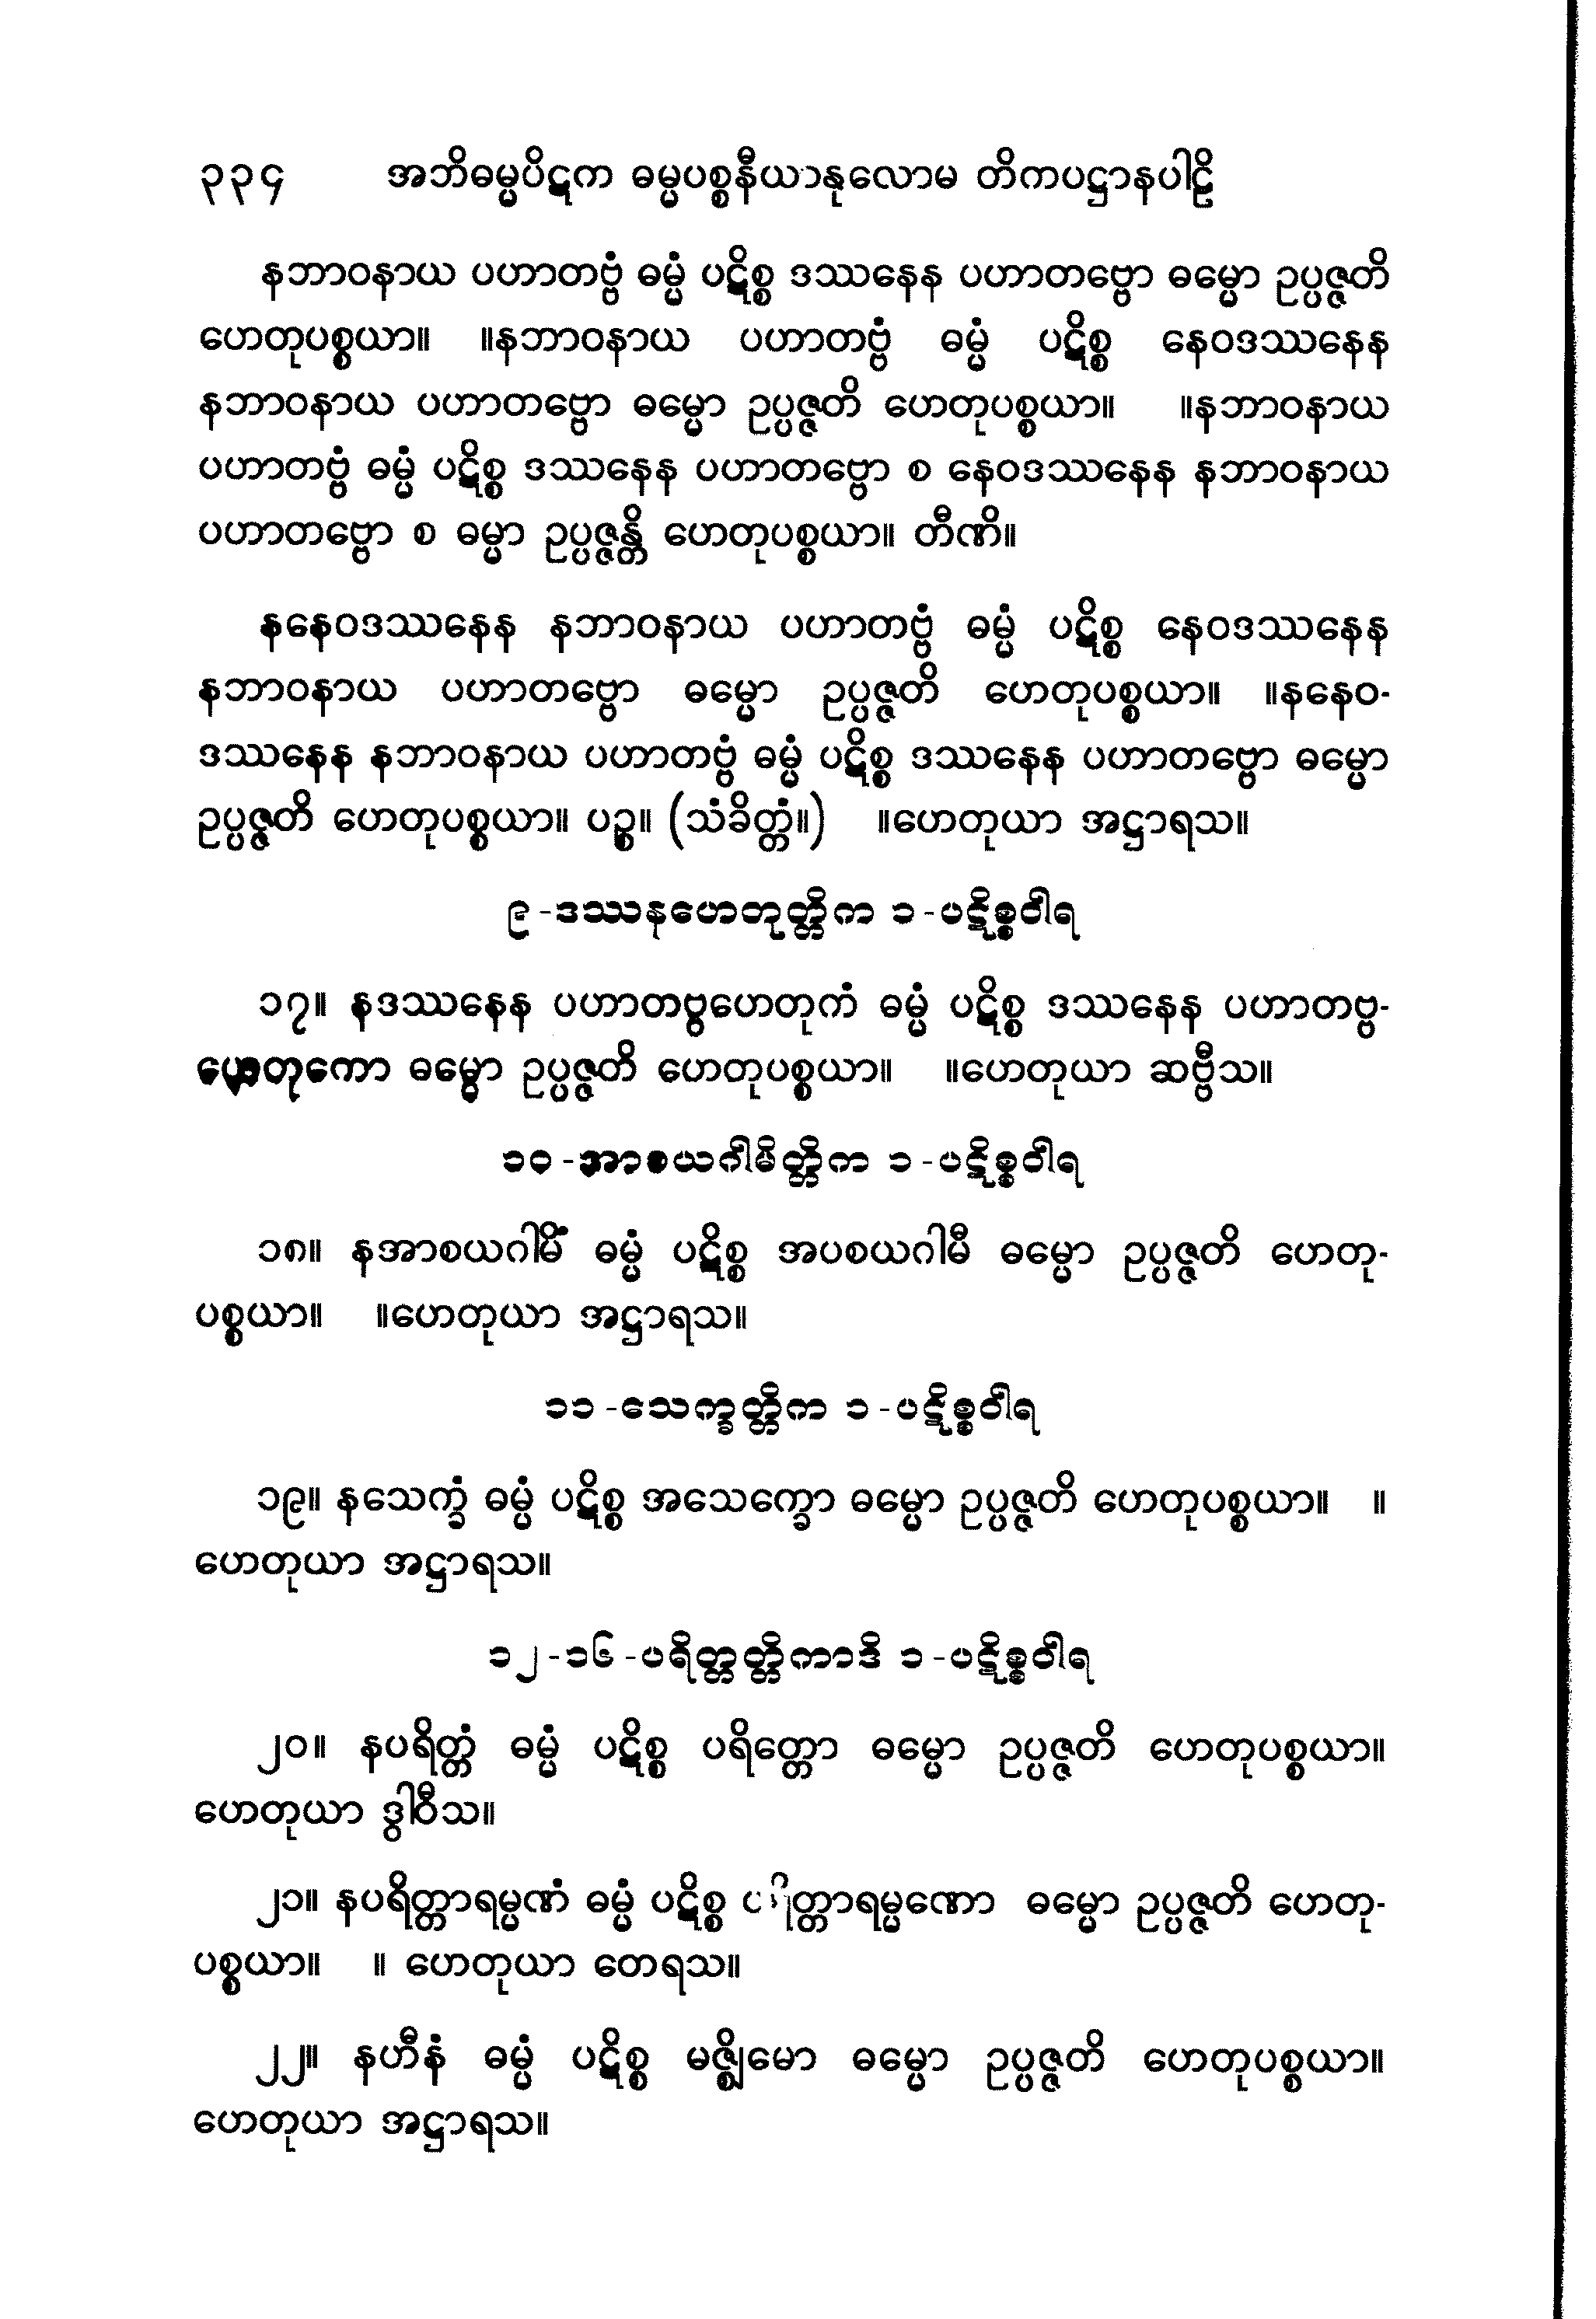 ၃၃၄ အဘိဓမ္မပိဋက ဓမ္မပစ္စနီယာနုလောမ တိကပဋ္ဌာနပါဠိ
နဘာဝနာယ ပဟာတဗ္ဗံ ဓမ္မံ ပဋိစ္စ ဒဿနေန ပဟာတဗ္ဗော ဓမ္မော ဥပ္ပဇ္ဇတိ
ဟေတုပစ္စယာ။ ။နဘာဝနာယ ပဟာတဗ္ဗံ ဓမ္မံ ပဋိစ္စ နေဝဒဿနေန
နဘာဝနာယ ပဟာတဗ္ဗော ဓမ္မော ဥပ္ပဇ္ဇတိ ဟေတုပစ္စယာ။ ။နဘာဝနာယ
ပဟာတဗ္ဗံ ဓမ္မံ ပဋိစ္စ ဒဿနေန ပဟာတဗ္ဗော စ နေဝဒဿနေန နဘာဝနာယ
ပဟာတဗ္ဗော စ ဓမ္မာ ဥပ္ပဇ္ဇန္တိ ဟေတုပစ္စယာ။ တီဏိ။
နနေဝဒဿနေန နဘာဝနာယ ပဟာတဗ္ဗံ ဓမ္မံ ပဋိစ္စ နေဝဒဿနေန
နဘာဝနာယ ပဟာတဗ္ဗော ဓမ္မော ဥပ္ပဇ္ဇတိ ဟေတုပစ္စယာ။ ။နနေဝ-
ဒဿနေန နဘာဝနာယ ပဟာတဗ္ဗံ ဓမ္မံ ပဋိစ္စ ဒဿနေန ပဟာတဗ္ဗော ဓမ္မော
ဥပ္ပဇ္ဇတိ ဟေတုပစ္စယာ။ ပဉ္စ။ (သံခိတ္တံ။) ။ဟေတုယာ အဋ္ဌာရသ။
၉-ဒဿနဟေတုတ္တိက ၁-ပဋိစ္စဝါရ
၁၇။ နဒဿနေန ပဟာတဗ္ဗဟေတုကံ ဓမ္မံ ပဋိစ္စ ဒဿနေန ပဟာတဗ္ဗ-
ဟေတုကော ဓမ္မော ဥပ္ပဇ္ဇတိ ဟေတုပစ္စယာ။ ။ဟေတုယာ ဆဗ္ဗီသ။
၁၀-အာစယဂါမိတ္တိက ၁-ပဋိစ္စဝါရ
၁၈။ နအာစယဂါမိံ ဓမ္မံ ပဋိစ္စ အပစယဂါမီ ဓမ္မော ဥပ္ပဇ္ဇတိ ဟေတု-
ပစ္စယာ။ ။ဟေတုယာ အဋ္ဌာရသ။
၁၁-သေက္ခတ္တိက ၁-ပဋိစ္စဝါရ
၁၉။ နသေက္ခံ ဓမ္မံ ပဋိစ္စ အသေက္ခော ဓမ္မော ဥပ္ပဇ္ဇတိ ဟေတုပစ္စယာ။ ။
ဟေတုယာ အဋ္ဌာရသ။
၁၂-၁၆-ပရိတ္တတ္တိကာဒိ ၁-ပဋိစ္စဝါရ
၂၀။ နပရိတ္တံ ဓမ္မံ ပဋိစ္စ ပရိတ္တော ဓမ္မော ဥပ္ပဇ္ဇတိ ဟေတုပစ္စယာ။
ဟေတုယာ ဒွါဝီသ။
၂၁။ နပရိတ္တာရမ္မဏံ ဓမ္မံ ပဋိစ္စ ပရိတ္တာရမ္မဏော ဓမ္မော ဥပ္ပဇ္ဇတိ ဟေတု-
ပစ္စယာ။ ။ ဟေတုယာ တေရသ။
၂၂။ နဟီနံ ဓမ္မံ ပဋိစ္စ မဇ္ဈိမော ဓမ္မော ဥပ္ပဇ္ဇတိ ဟေတုပစ္စယာ။
ဟေတုယာ အဋ္ဌာရသ။